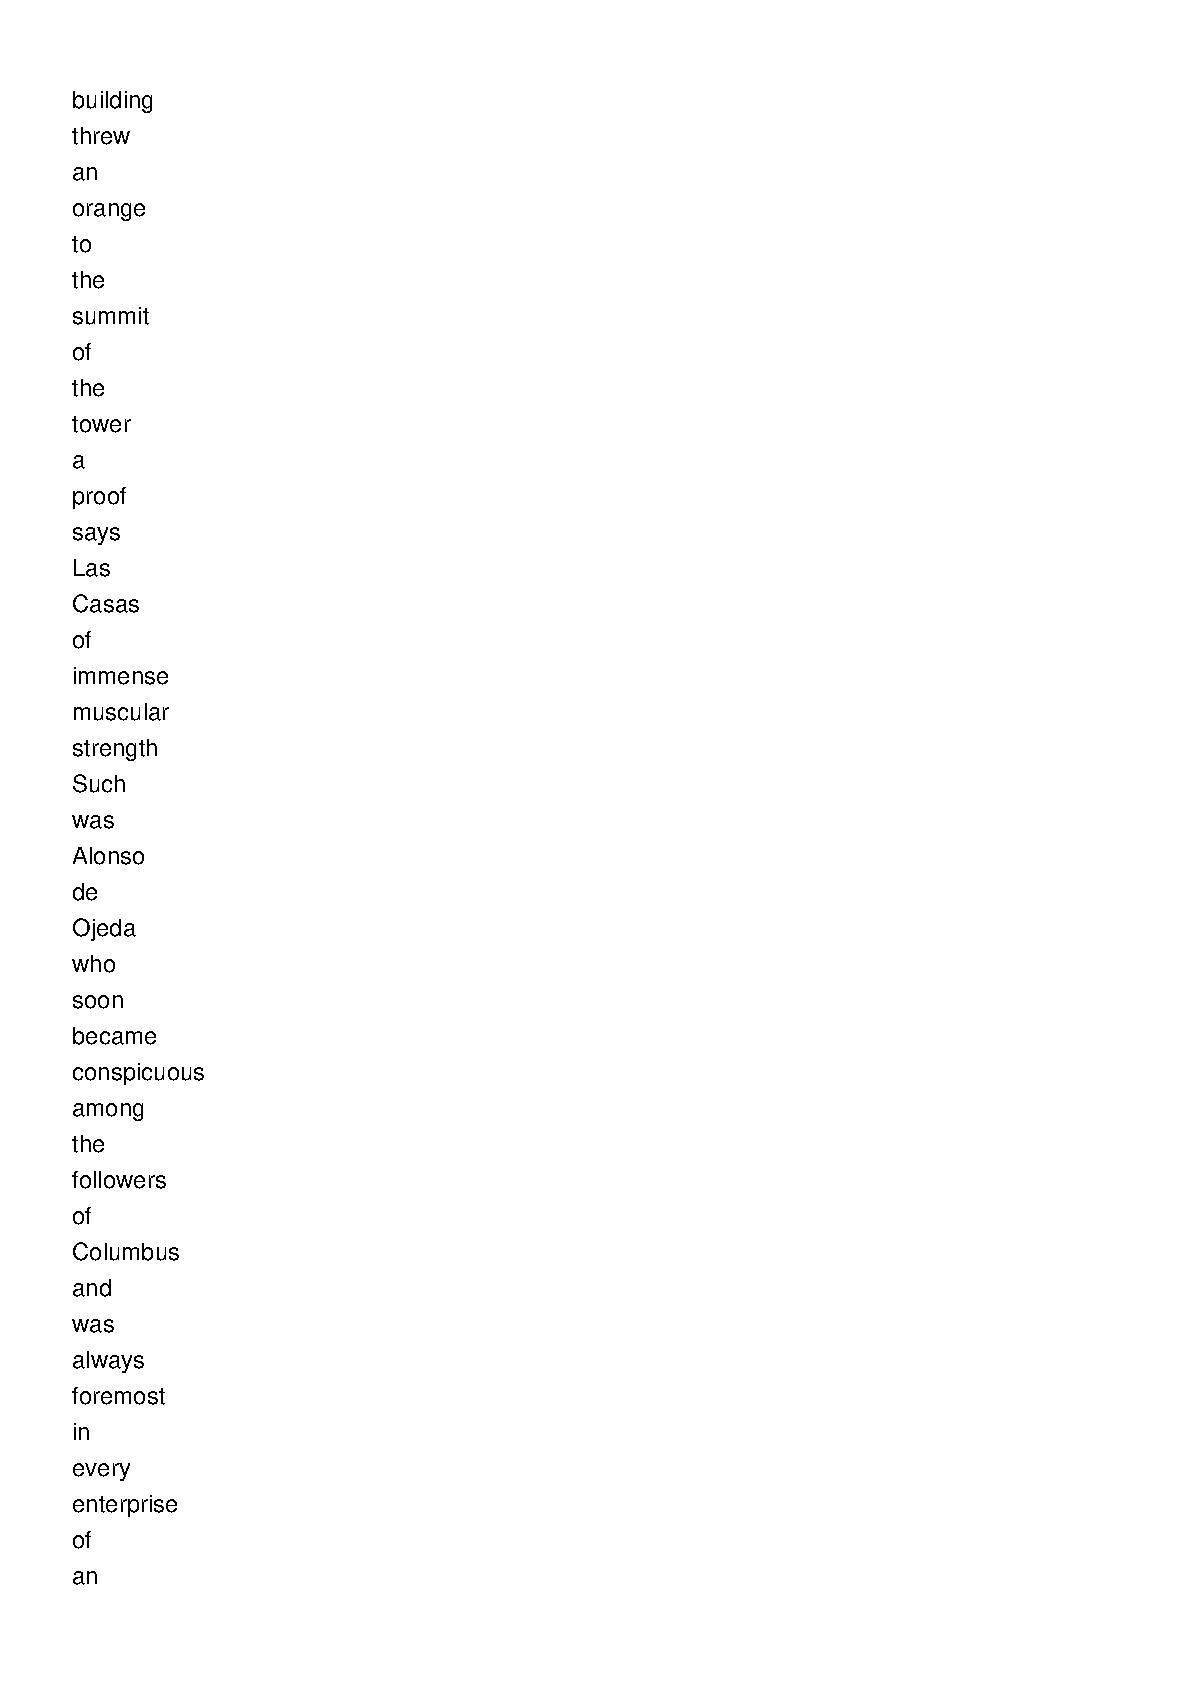 building
threw
an
orange
to
the
summit
of
the
tower
a
proof
says
Las
Casas
of
immense
muscular
strength
Such
was
Alonso
de
Ojeda
who
soon
became
conspicuous
among
the
followers
of
Columbus
and
was
always
foremost
in
every
enterprise
of
an